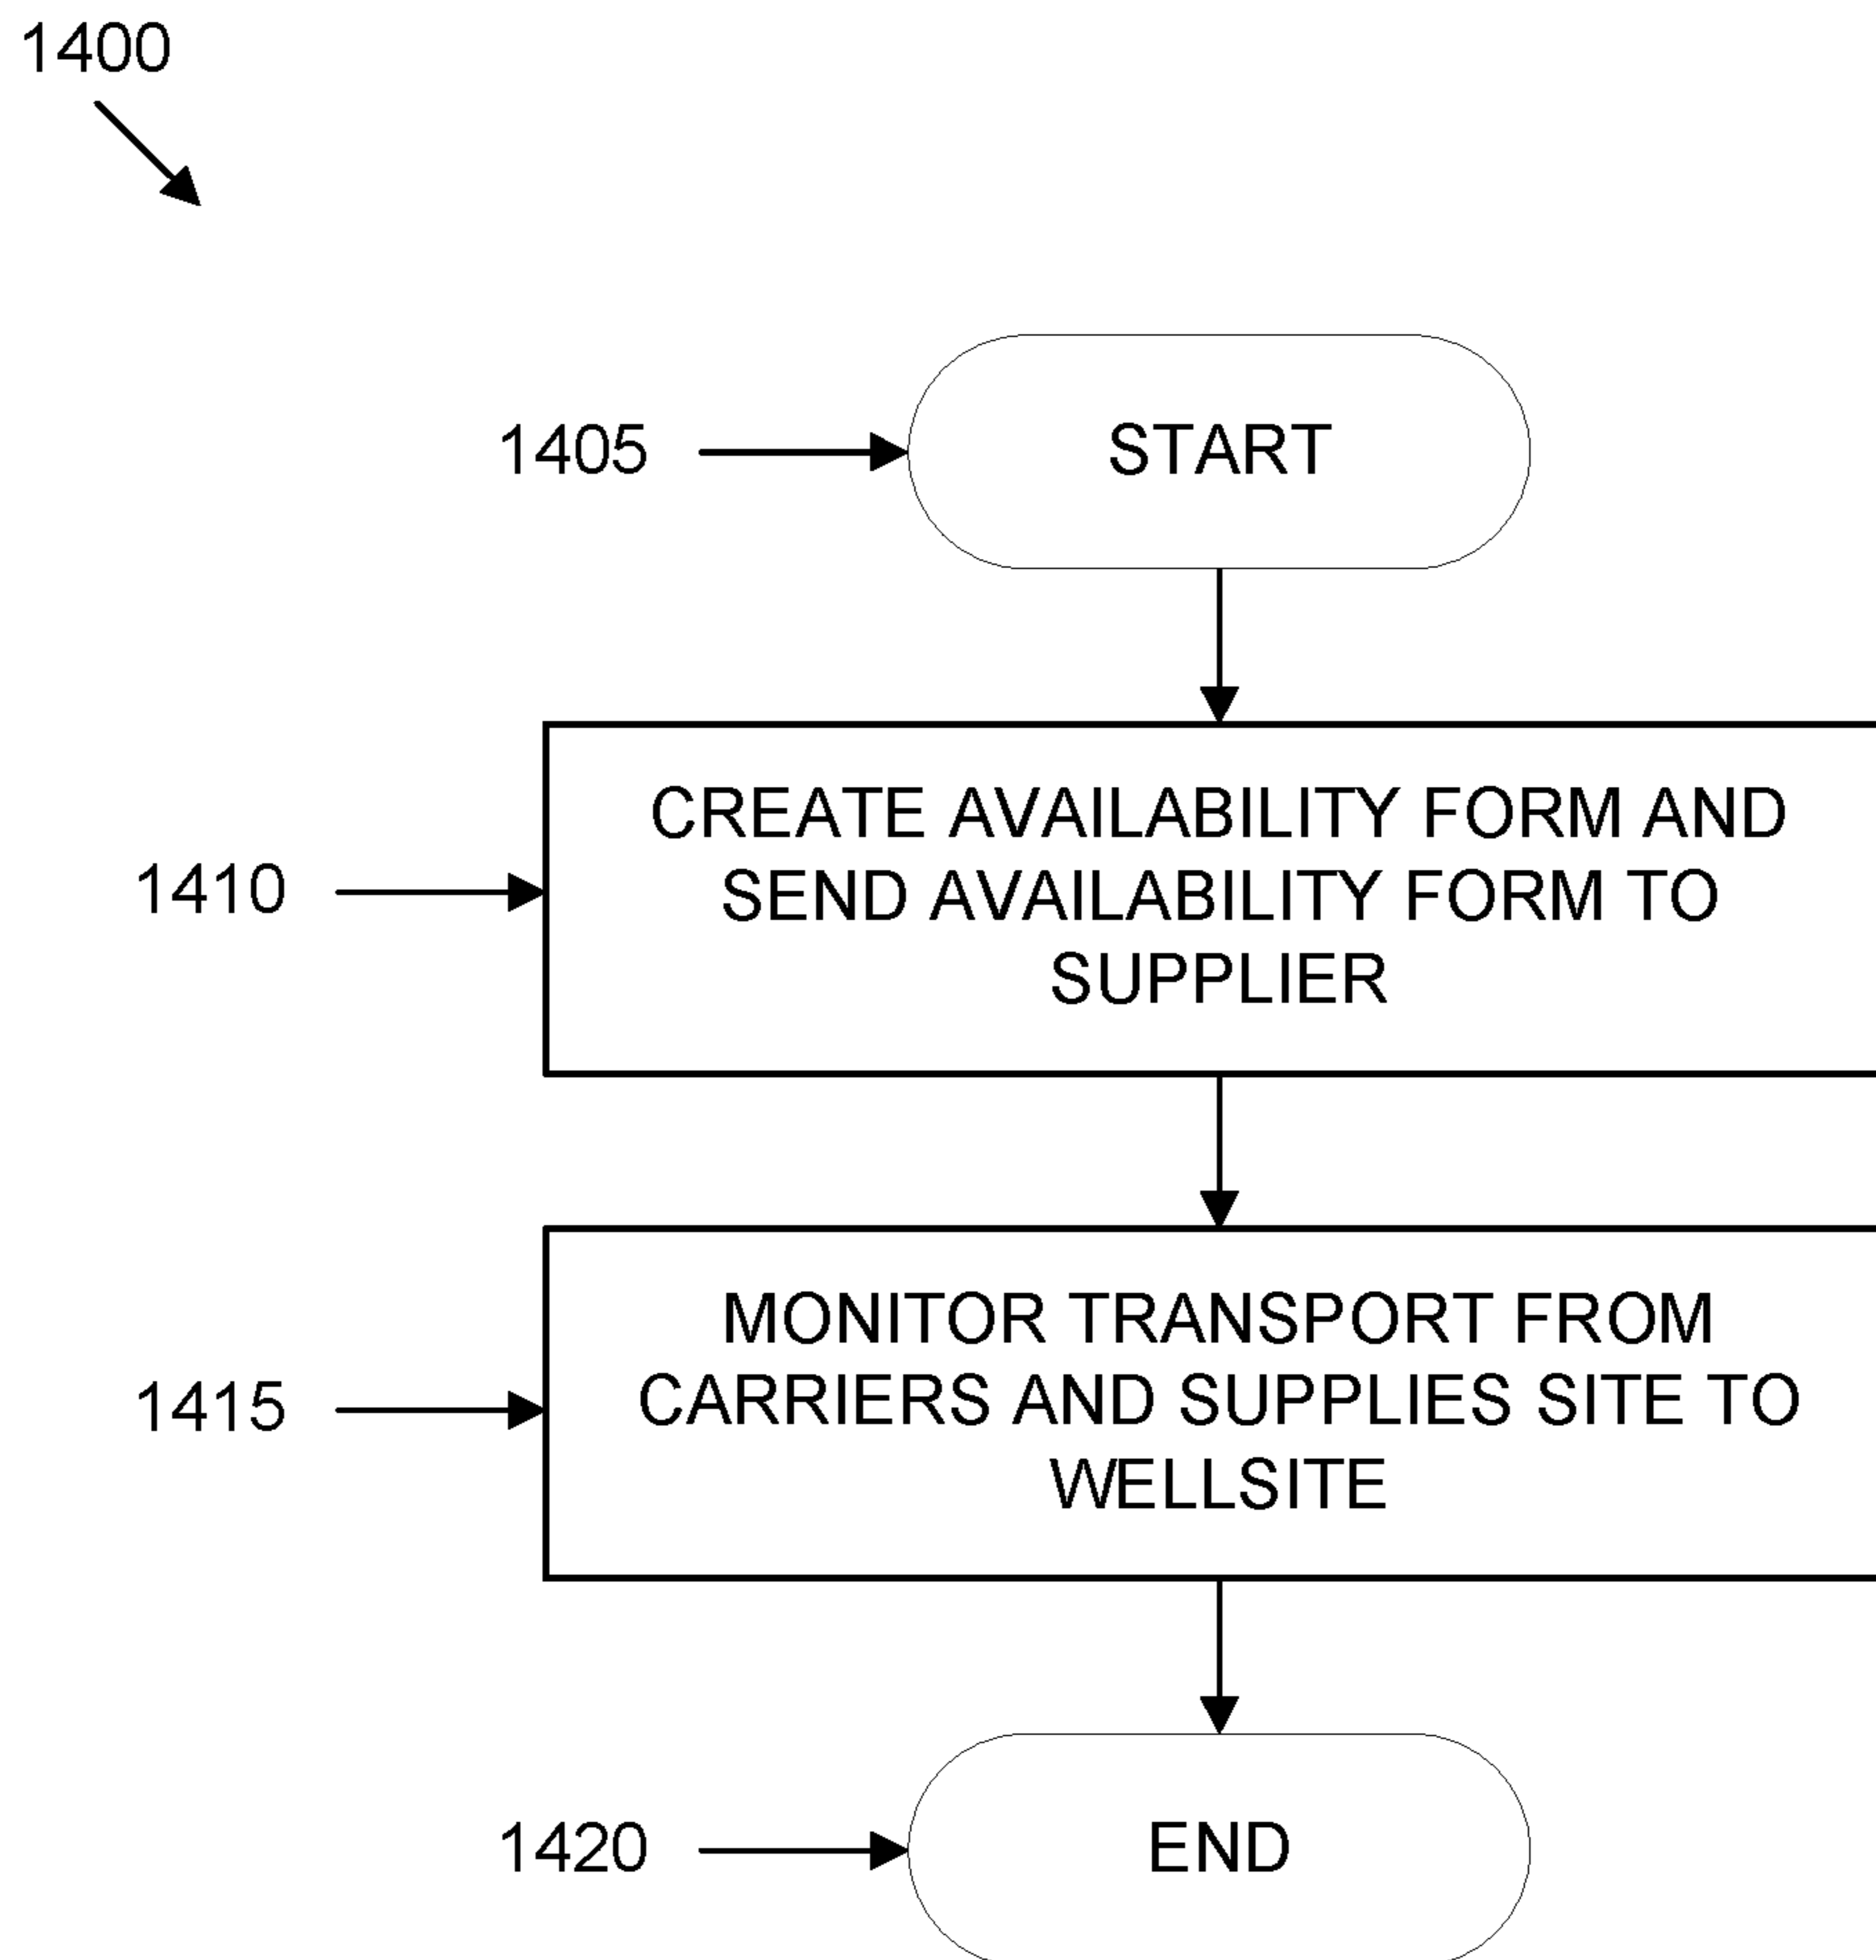 1400
1405
START
1410
CREATE AVAILABILITY FORM AND
SEND AVAILABILITY FORM TO
SUPPLIER
1415
MONITOR TRANSPORT FROM
CARRIERS AND SUPPLIES SITE TO
WELLSITE
1420
END